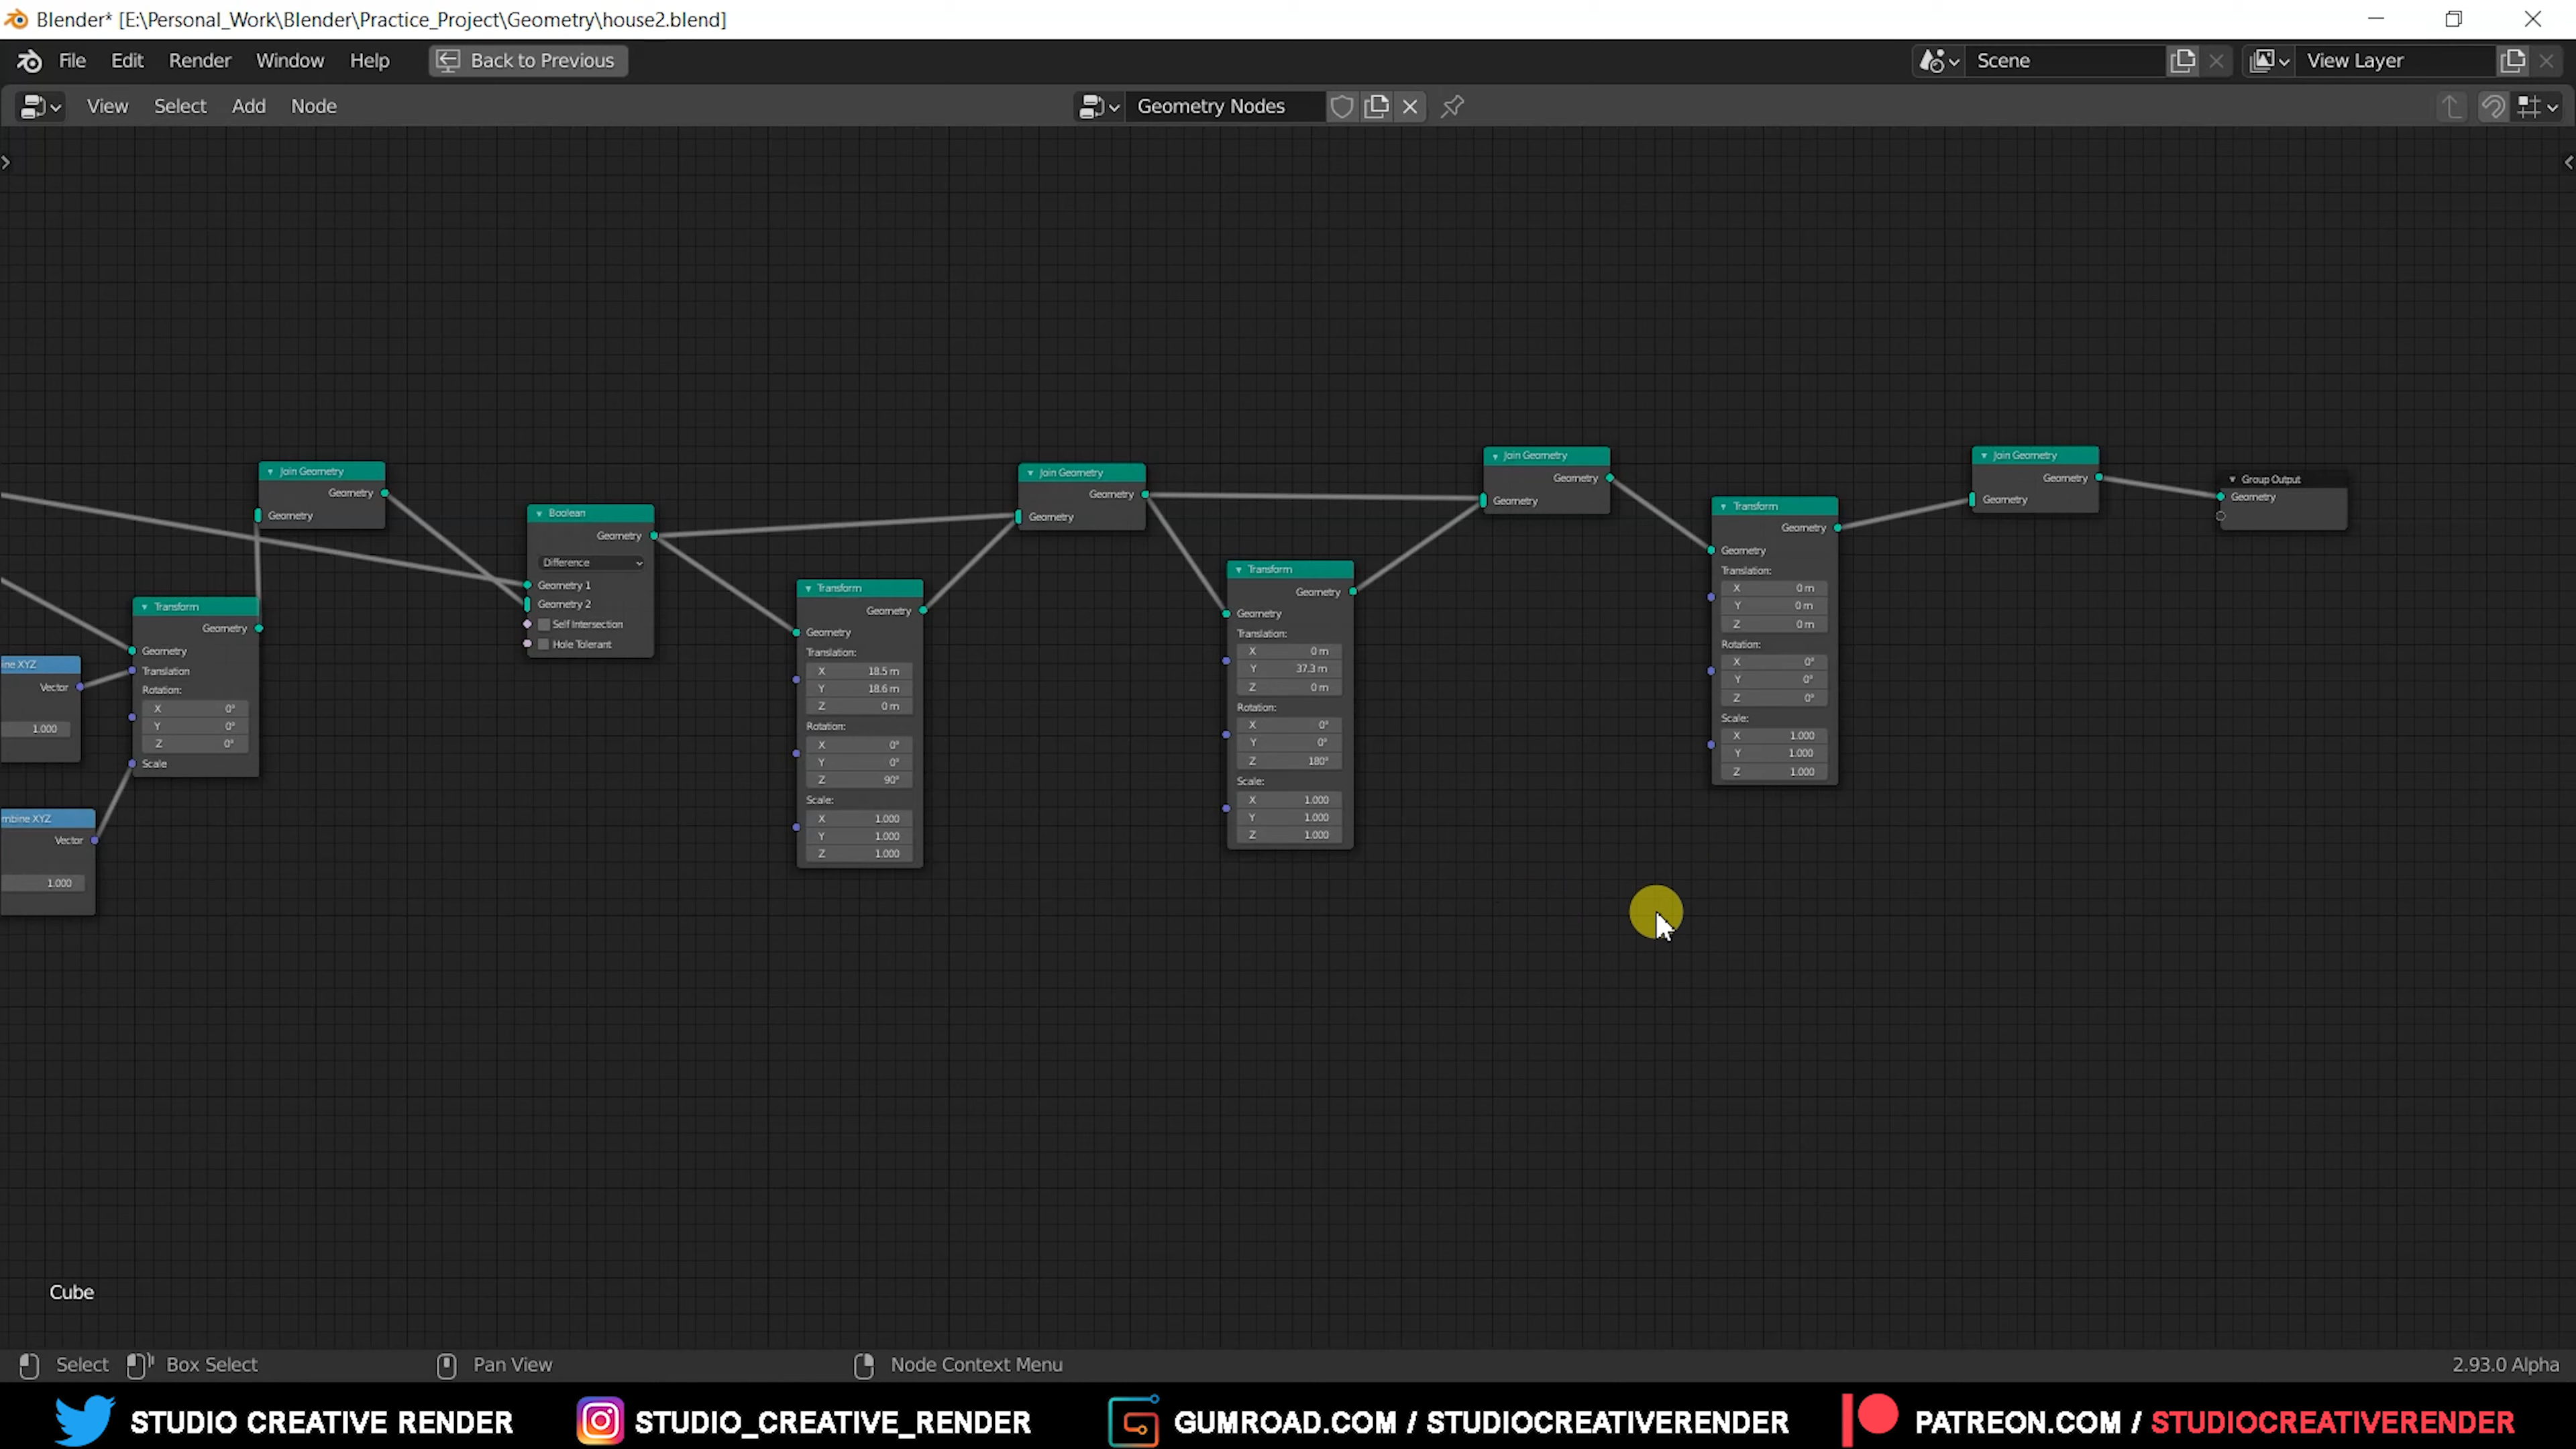 Blender* [E:\Personal_Work\Blender\Practice_Project\Geometry\house2.blend]
File Edit Render Window Help Back to Previous Scene View Layer
View Select Add Node Geometry Nodes
Join Geometry
Geometry
Geometry
Transform
Geometry
Geometry
Translation
Rotation:
X 0°
Y 0°
Z 0°
Scale
ine XYZ
Vector
1.000
mbine XYZ
Vector
1.000
Boolean
Geometry
Difference
Geometry 1
Geometry 2
Self Intersection
Hole Tolerant
Transform
Geometry
Geometry
Translation:
X 18.5 m
Y 18.6 m
Z 0 m
Rotation:
X 0°
Y 0°
Z 90°
Scale:
X 1.000
Y 1.000
Z 1.000
Join Geometry
Geometry
Geometry
Transform
Geometry
Geometry
Translation:
X 0 m
Y 37.3 m
Z 0 m
Rotation:
X 0°
Y 0°
Z 180°
Scale:
X 1.000
Y 1.000
Z 1.000
Join Geometry
Geometry
Geometry
Transform
Geometry
Geometry
Translation:
X 0 m
Y 0 m
Z 0 m
Rotation:
X 0°
Y 0°
Z 0°
Scale:
X 1.000
Y 1.000
Z 1.000
Join Geometry
Geometry
Geometry
Group Output
Geometry
Cube
Select Box Select Pan View Node Context Menu 2.93.0 Alpha
STUDIO CREATIVE RENDER STUDIO_CREATIVE_RENDER GUMROAD.COM / STUDIOCREATIVERENDER PATREON.COM / STUDIOCREATIVERENDER